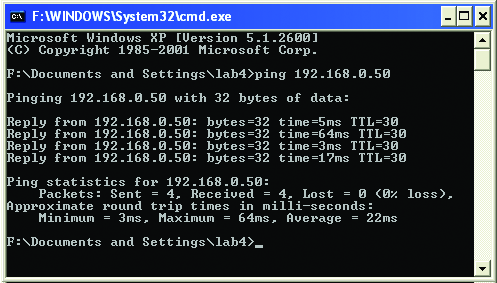 F:\WINDOWS\System32\cmd.exe
Microsoft Windows XP [Version 5.1.2600]
(C) Copyright 1985-2001 Microsoft Corp.
F:\Documents and Settings\lab4>ping 192.168.0.50
Pinging 192.168.0.50 with 32 bytes of data:
Reply from 192.168.0.50: bytes=32 time=5ms TTL=30
Reply from 192.168.0.50: bytes=32 time=64ms TTL=30
Reply from 192.168.0.50: bytes=32 time=3ms TTL=30
Reply from 192.168.0.50: bytes=32 time=17ms TTL=30
Ping statistics for 192.168.0.50:
    Packets: Sent = 4, Received = 4, Lost = 0 (0% loss),
Approximate round trip times in milli-seconds:
    Minimum = 3ms, Maximum = 64ms, Average = 22ms
F:\Documents and Settings\lab4>_